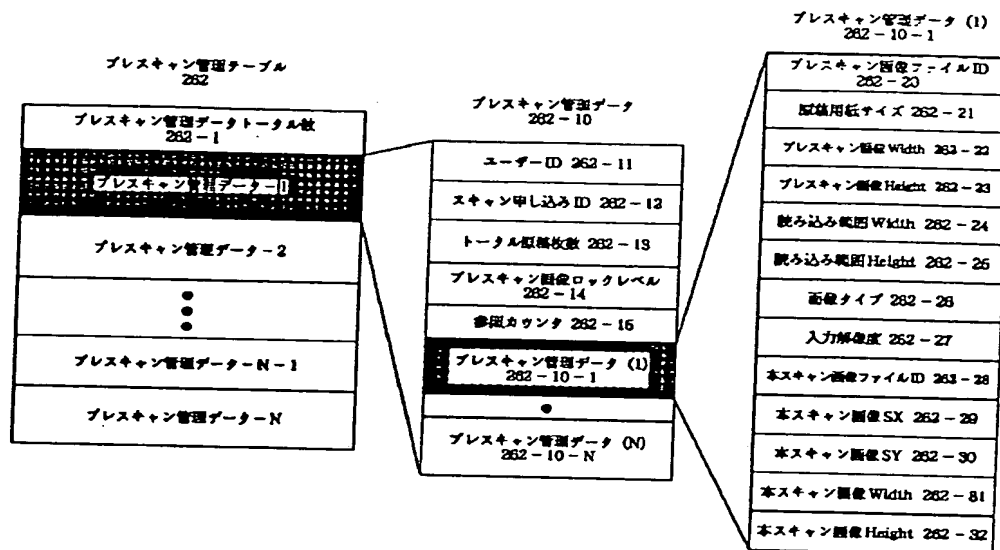 プレスキャン管理テーブル
262
プレスキャン管理データトータル数
262-1
プレスキャン管理データー1
プレスキャン管理データー2
プレスキャン管理データーN-1
プレスキャン管理データーN
プレスキャン管理データ
262-10
ユーザーID 262-11
スキャン申し込みID 262-12
トータル原稿枚数 262-13
プレスキャン画像ロックレベル
262-14
参照カウンタ 262-15
プレスキャン管理データ (1)
262-10-1
プレスキャン管理データ (N)
262-10-N
プレスキャン管理データ (1)
262-10-1
プレスキャン画像ファイルID
262-20
原稿用紙サイズ 262-21
プレスキャン画像Width 262-22
プレスキャン画像Height 262-23
読み込み範囲Width 262-24
読み込み範囲Height 262-25
画像タイプ 262-26
入力解像度 262-27
本スキャン画像ファイルID 262-28
本スキャン画像SX 262-29
本スキャン画像SY 262-30
本スキャン画像Width 262-31
本スキャン画像Height 262-32